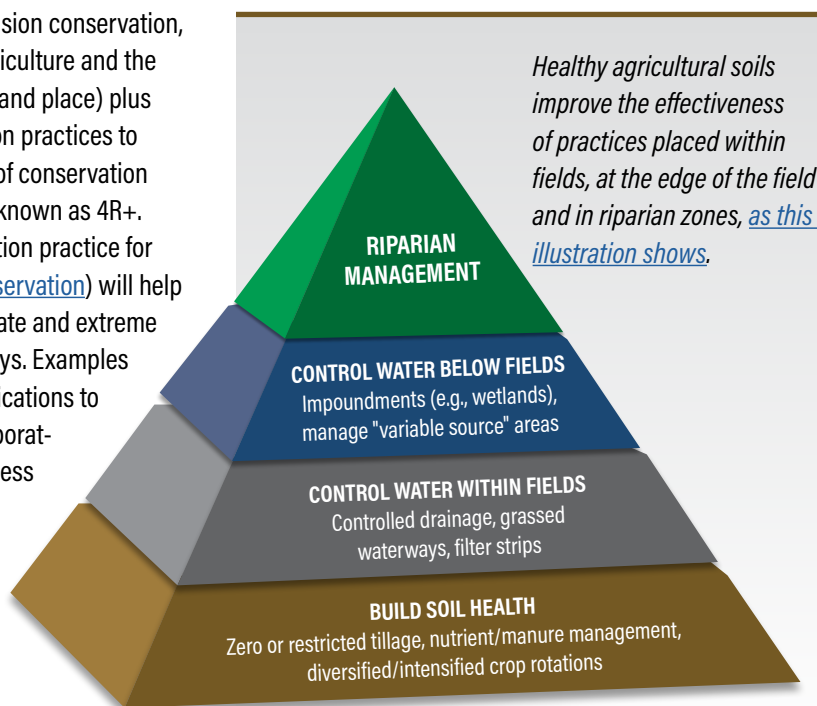 sion conservation,
iculture and the
and place) plus
on practices to
of conservation
known as 4R+.
tion practice for
servation) will help
ate and extreme
ys. Examples
ications to
porat-
ess
Healthy agricultural soils
improve the effectiveness
of practices placed within
fields, at the edge of the field
and in riparian zones, as this
illustration shows.
RIPARIAN
MANAGEMENT
CONTROL WATER BELOW FIELDS
Impoundments (e.g., wetlands),
manage "variable source" areas
CONTROL WATER WITHIN FIELDS
Controlled drainage, grassed
waterways, filter strips
BUILD SOIL HEALTH
Zero or restricted tillage, nutrient/manure management,
diversified/intensified crop rotations